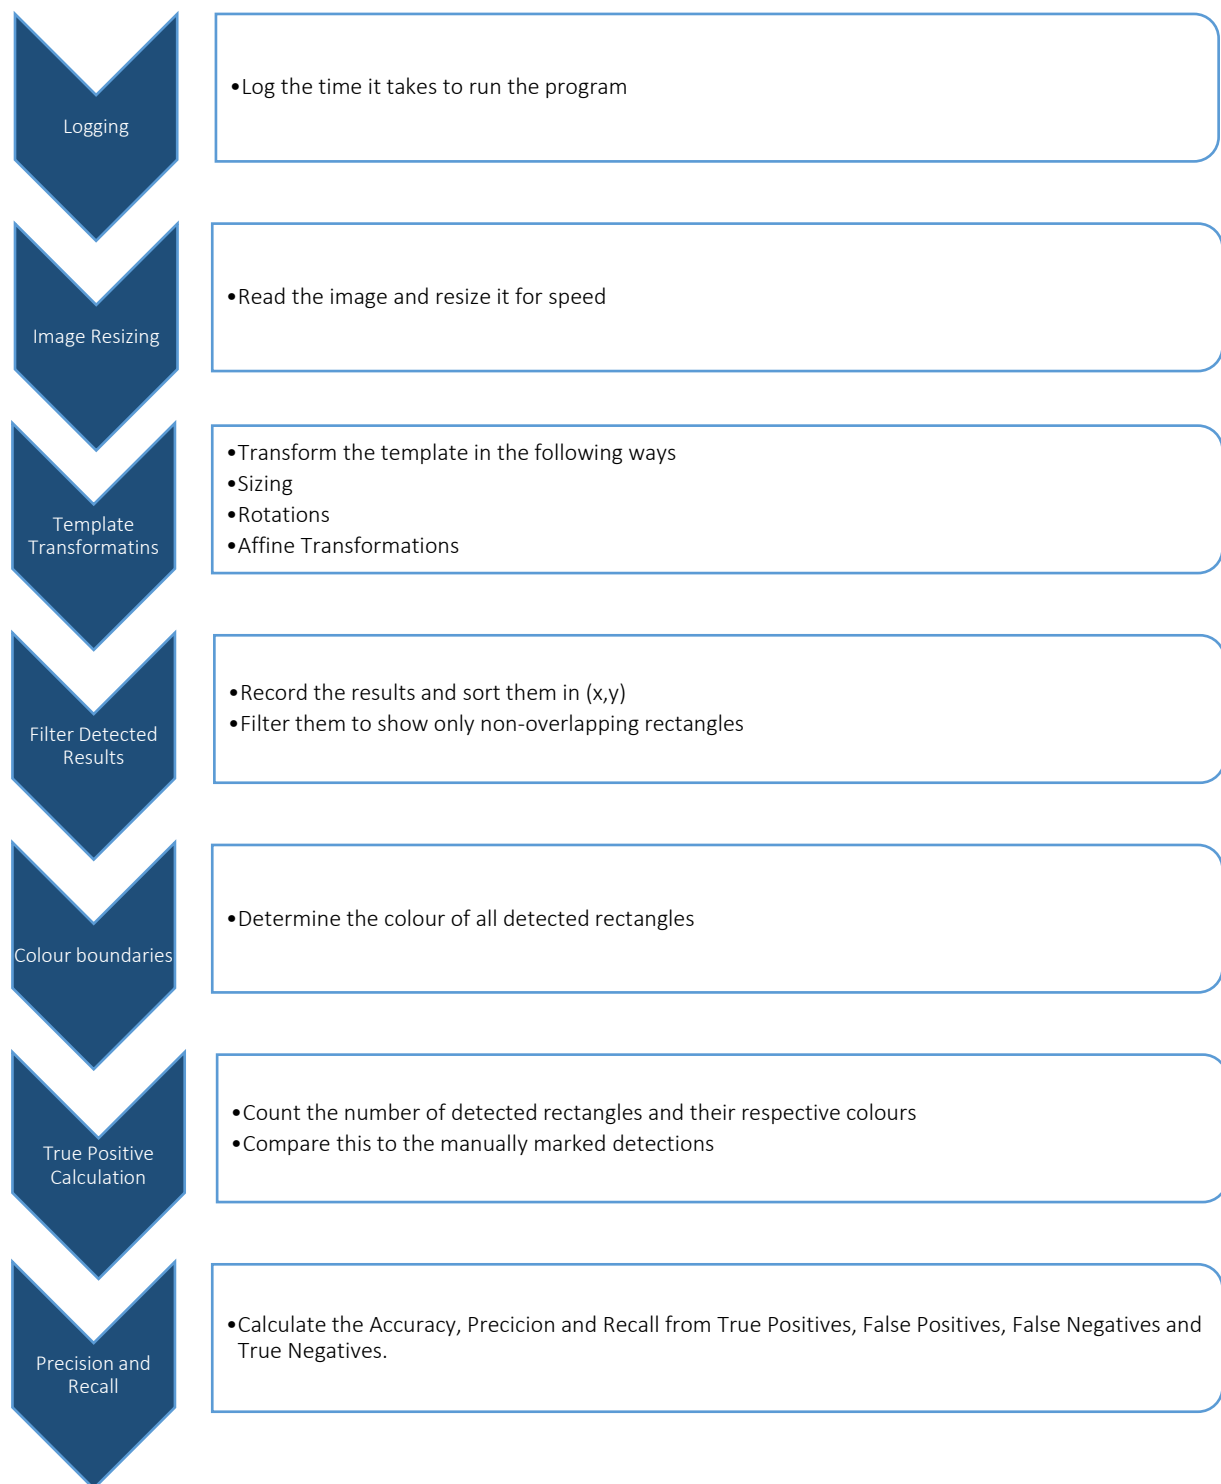 Logging
•Log the time it takes to run the program
Image Resizing
•Read the image and resize it for speed
Template
Transformatins
•Transform the template in the following ways
•Sizing
•Rotations
•Affine Transformations
Filter Detected
Results
•Record the results and sort them in (x,y)
•Filter them to show only non-overlapping rectangles
Colour boundaries
•Determine the colour of all detected rectangles
True Positive
Calculation
•Count the number of detected rectangles and their respective colours
•Compare this to the manually marked detections
Precision and
Recall
•Calculate the Accuracy, Precicion and Recall from True Positives, False Positives, False Negatives and
True Negatives.